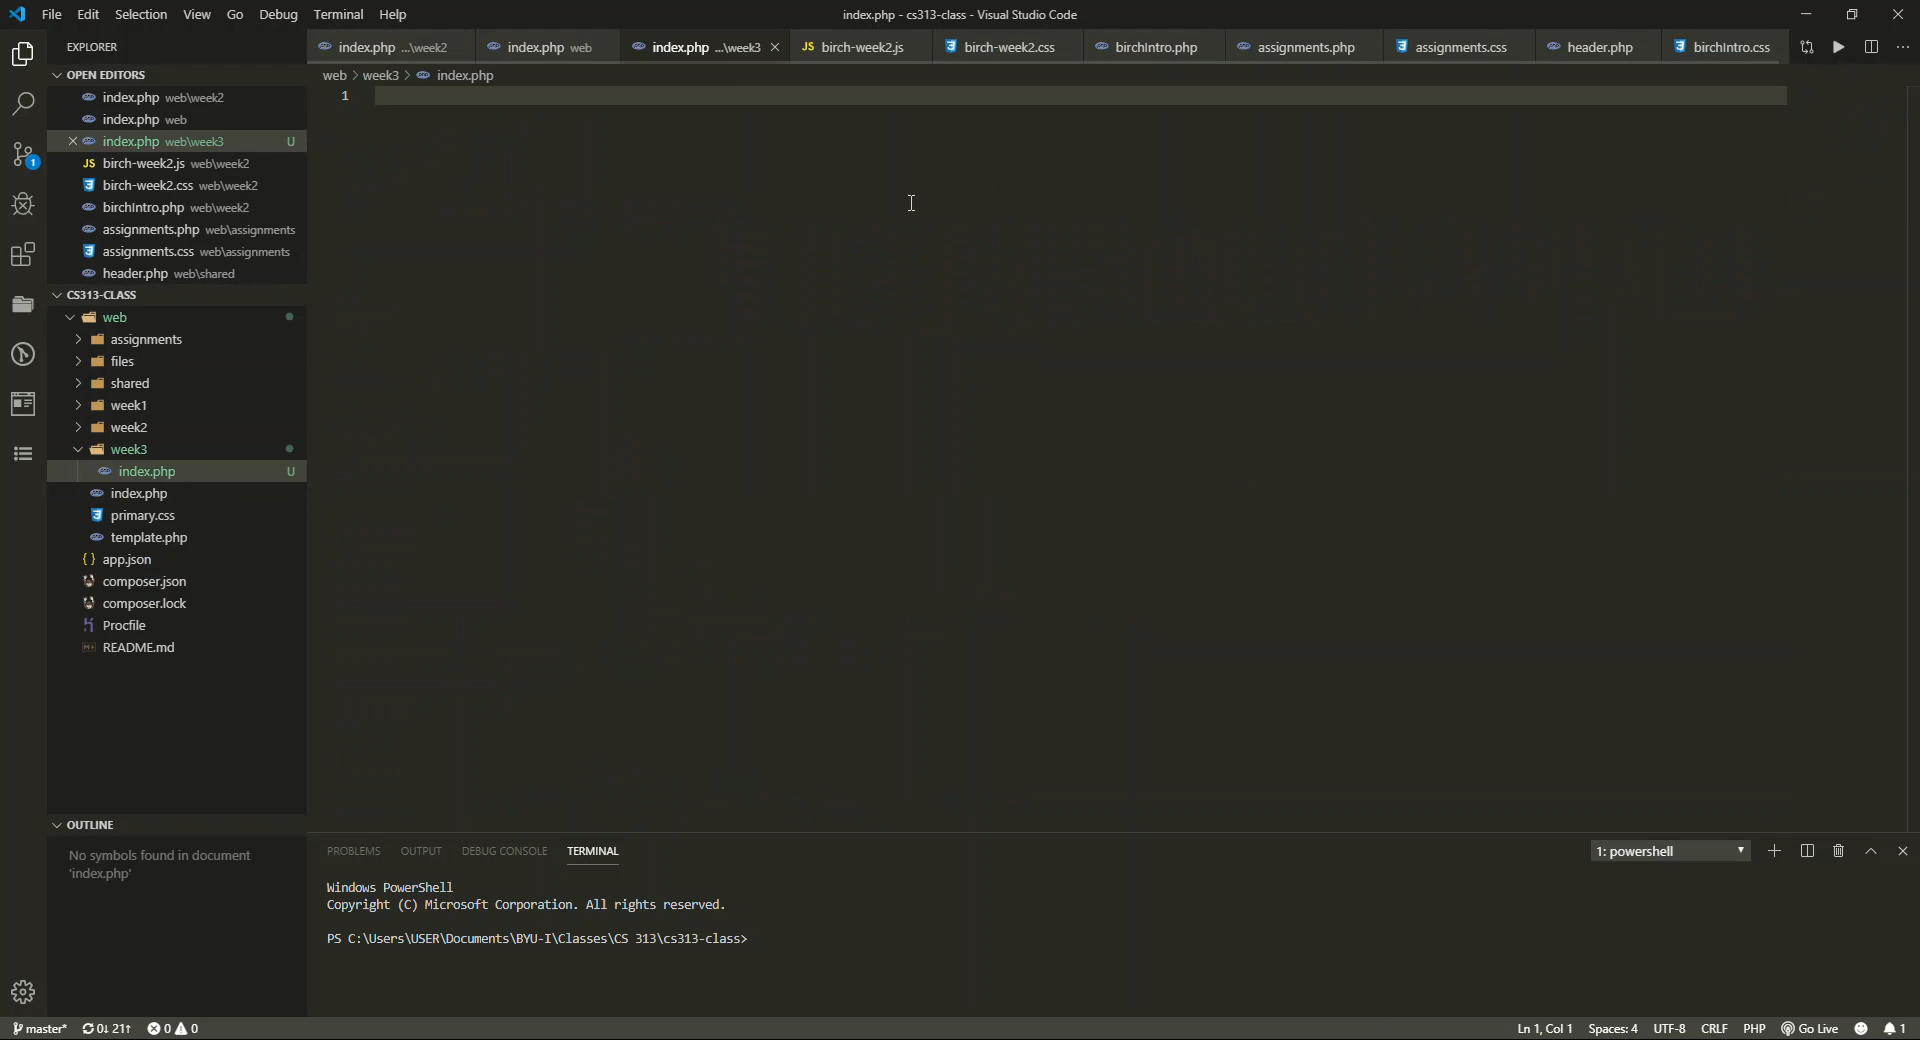 File Edit Selection View Go Debug Terminal Help
index.php - cs313-class - Visual Studio Code
EXPLORER
index.php ...\week2
index.php web
index.php ...\week3
JS birch-week2.js
birch-week2.css
birchIntro.php
assignments.php
assignments.css
header.php
birchIntro.css
OPEN EDITORS
index.php web\week2
index.php web
index.php web\week3 U
JS birch-week2.js web\week2
birch-week2.css web\week2
birchIntro.php web\week2
assignments.php web\assignments
assignments.css web\assignments
header.php web\shared
web > week3 > index.php
1
CS313-CLASS
web
assignments
files
shared
week1
week2
week3
index.php U
index.php
primary.css
template.php
{ } app.json
composer.json
composer.lock
Procfile
README.md
OUTLINE
No symbols found in document
'index.php'
PROBLEMS OUTPUT DEBUG CONSOLE TERMINAL
1: powershell
Windows PowerShell
Copyright (C) Microsoft Corporation. All rights reserved.
PS C:\Users\USER\Documents\BYU-I\Classes\CS 313\cs313-class>
1
master* 0↓ 21↑ 0 0
Ln 1, Col 1 Spaces: 4 UTF-8 CRLF PHP Go Live 1